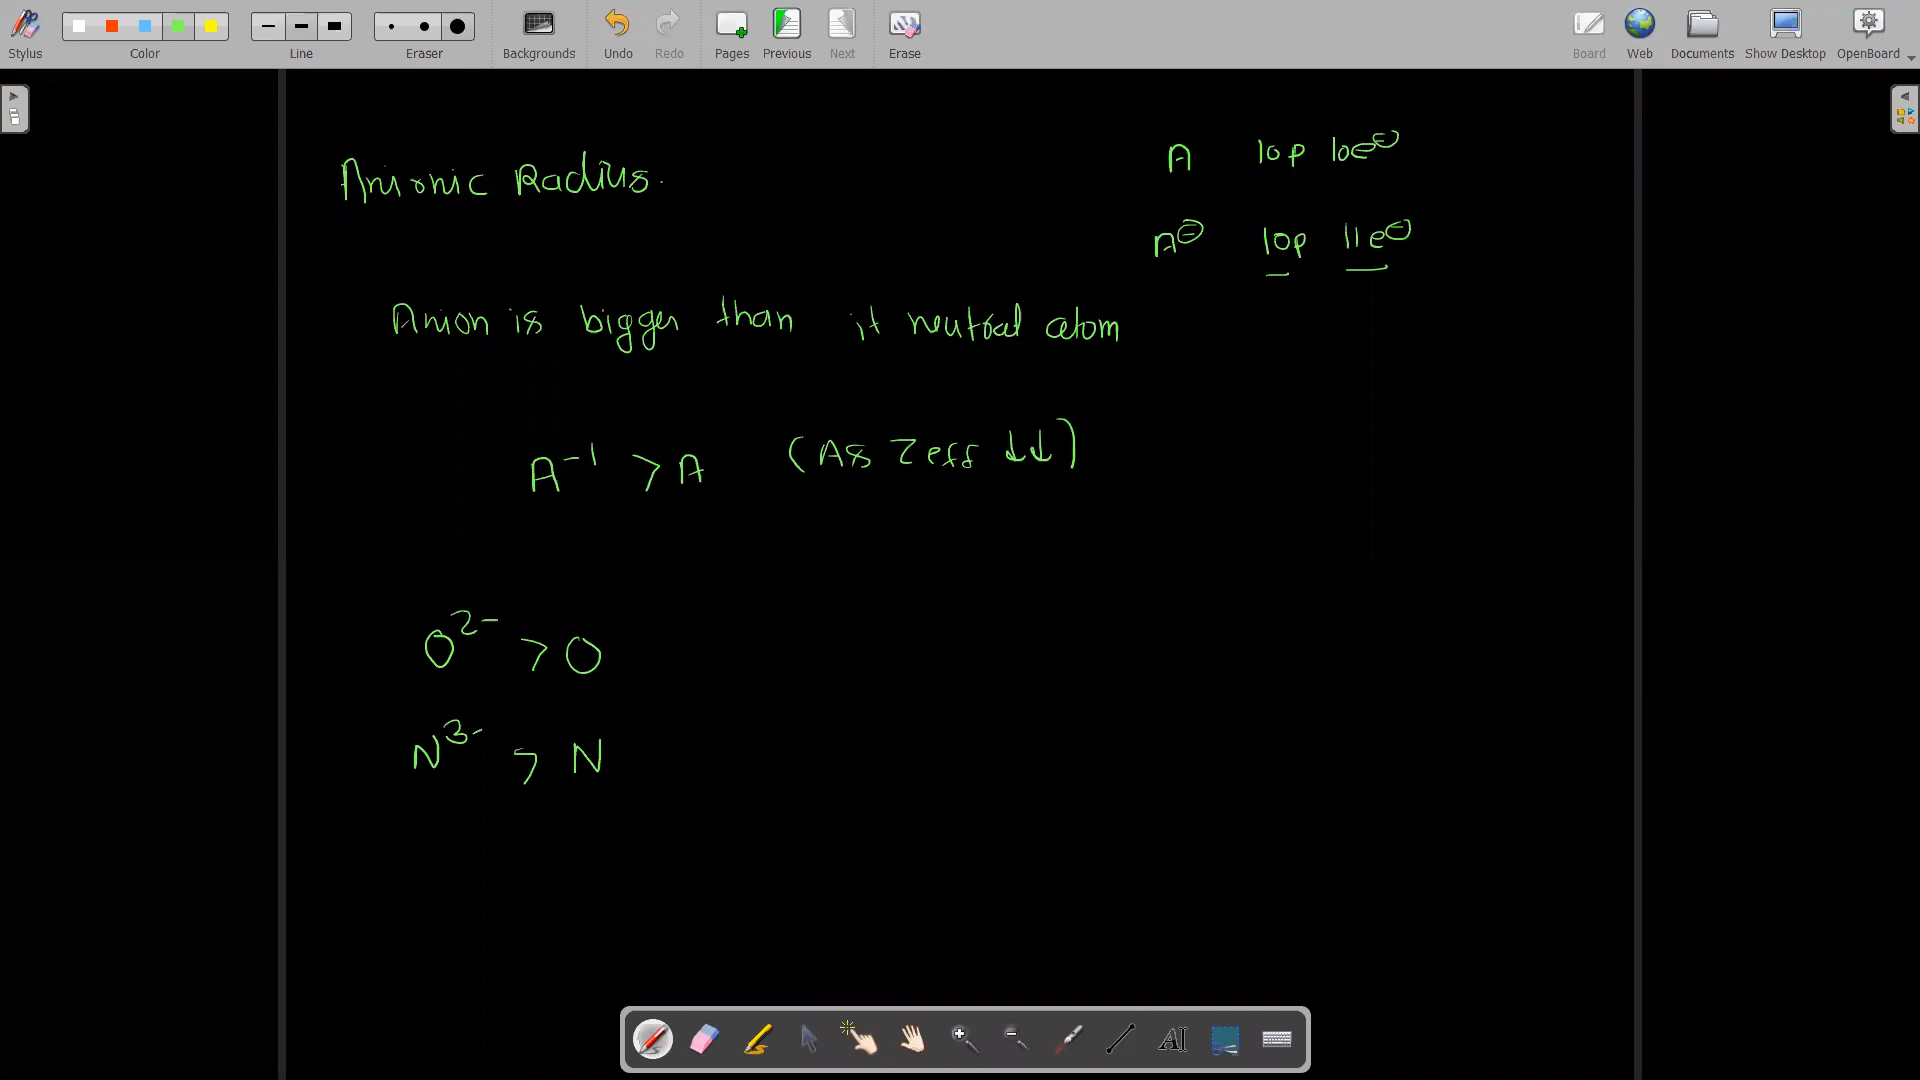 Stylus Color Line Eraser Backgrounds Undo Redo Pages Previous Next Erase Board Web Documents Show Desktop OpenBoard
Anionic Radius.
A 10p 10e⊖
A⊖ 10p 11e⊖
Anion is bigger than it neutral atom
A⁻¹ > A (As Zeff ↓↓)
O²⁻ > O
N³⁻ > N
AI